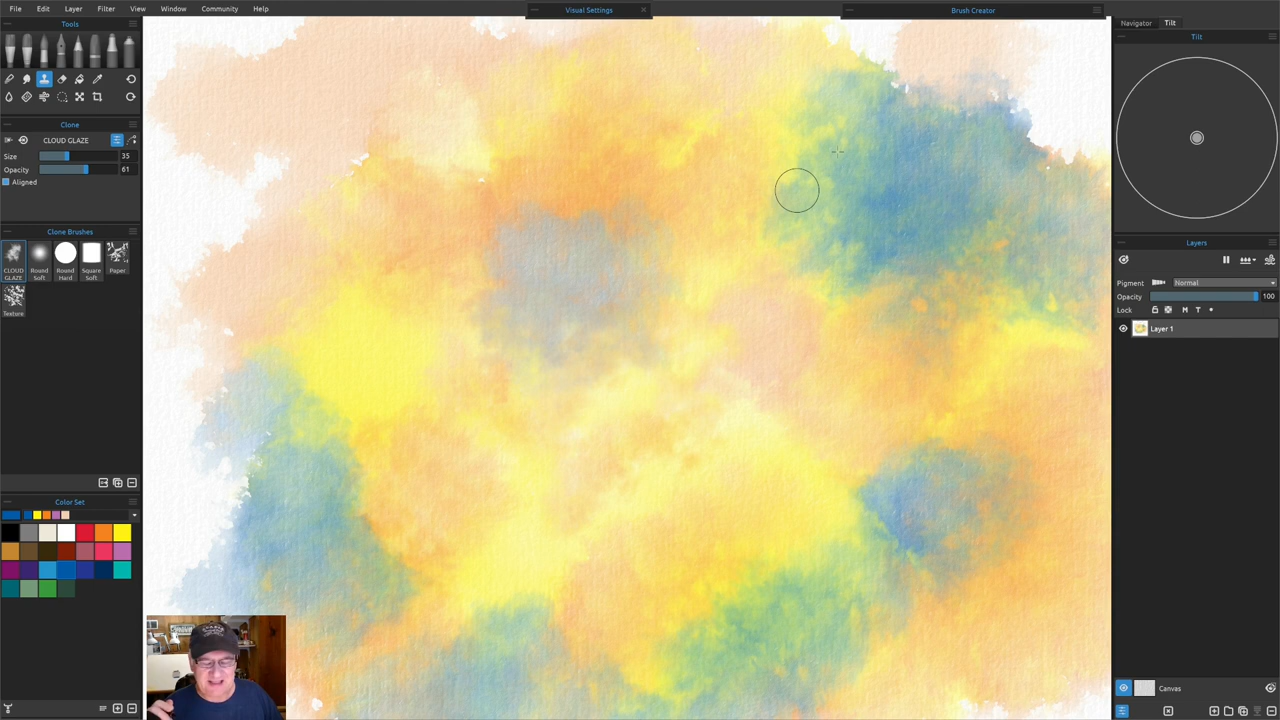 File Edit Layer Filter View Window Community Help
Visual Settings
Brush Creator
Navigator Tilt
Tools
Tilt
Clone
CLOUD GLAZE
Size 35
Opacity 61
Aligned
Clone Brushes
CLOUD GLAZE
Round Soft
Round Hard
Square Soft
Paper
Texture
Color Set
Layers
Pigment Normal
Opacity 100
Lock M T
Layer 1
Canvas